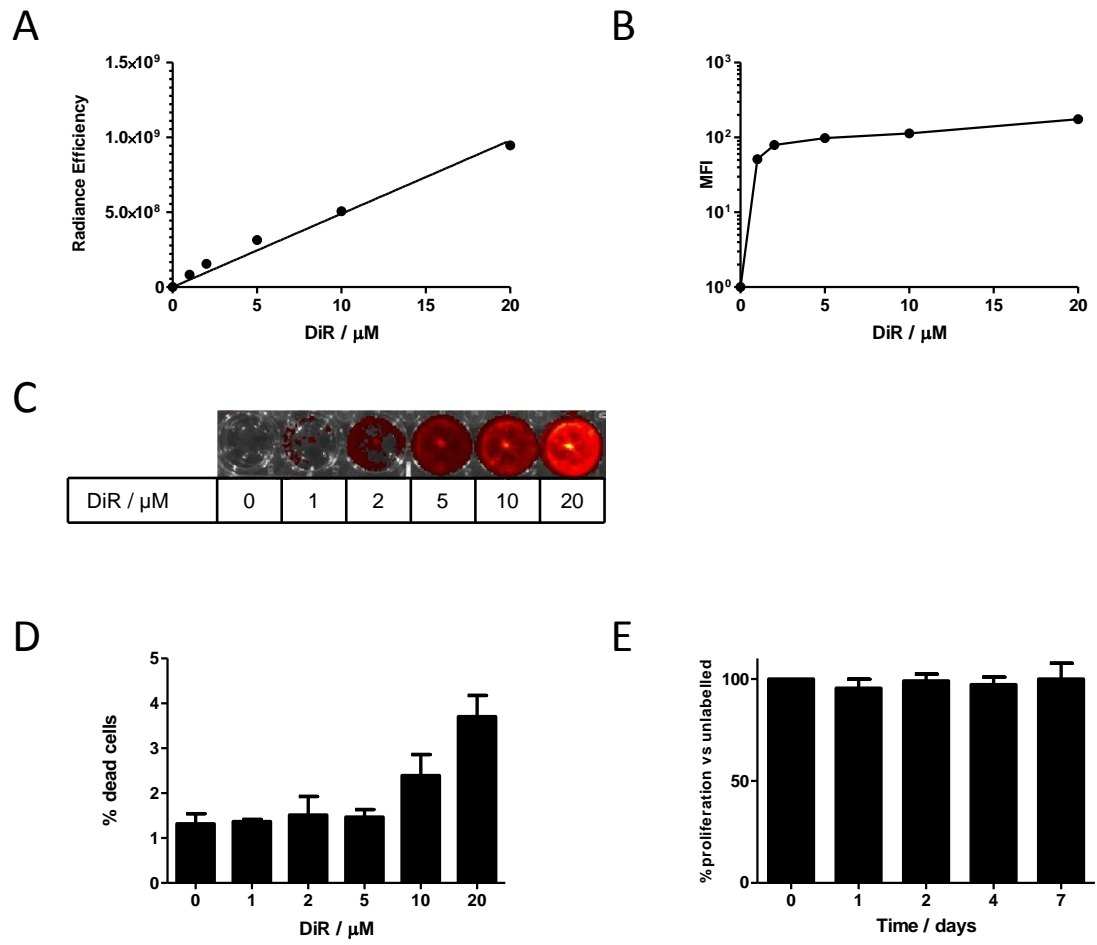 A
1.5×10⁹
1.0×10⁹
5.0×10⁸
0
Radiance Efficiency
0 5 10 15 20
DiR / μM
B
10³
10²
10¹
10⁰
MFI
0 5 10 15 20
DiR / μM
C
DiR / μM 0 1 2 5 10 20
D
5
4
3
2
1
0
% dead cells
0 1 2 5 10 20
DiR / μM
E
100
50
0
%proliferation vs unlabelled
0 1 2 4 7
Time / days